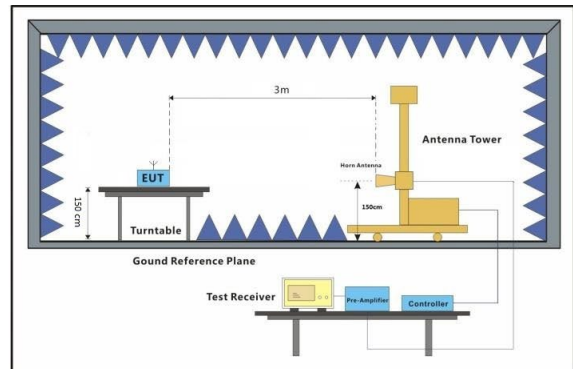 3m
Antenna Tower
Horn Antenna
EUT
150 cm
150cm
Turntable
Gound Reference Plane
Test Receiver
Pre-Amplifier
Controller